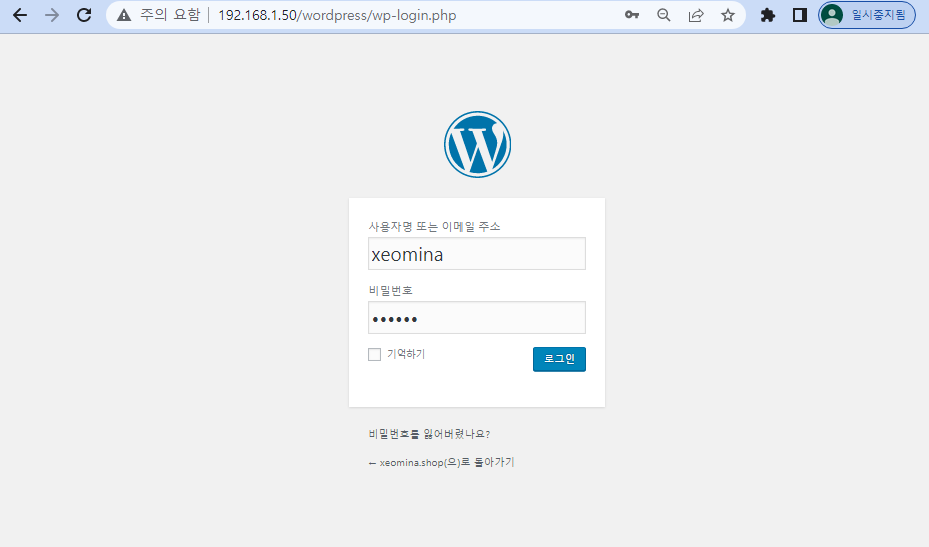 주의 요함 192.168.1.50/wordpress/wp-login.php 일시중지됨
사용자명 또는 이메일 주소
xeomina
비밀번호
••••••
기억하기 로그인
비밀번호를 잃어버렸나요?
← xeomina.shop(으)로 돌아가기